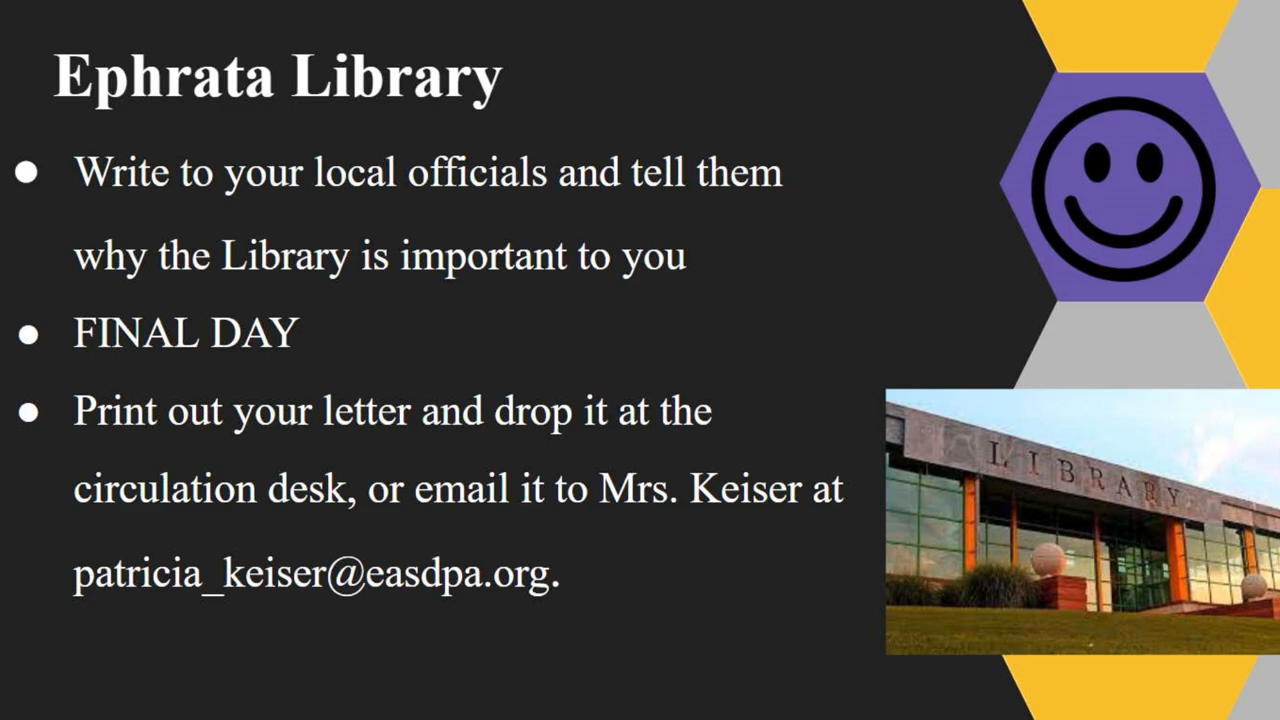 Ephrata Library
● Write to your local officials and tell them
why the Library is important to you
● FINAL DAY
● Print out your letter and drop it at the
circulation desk, or email it to Mrs. Keiser at
patricia_keiser@easdpa.org.
LIBRARY